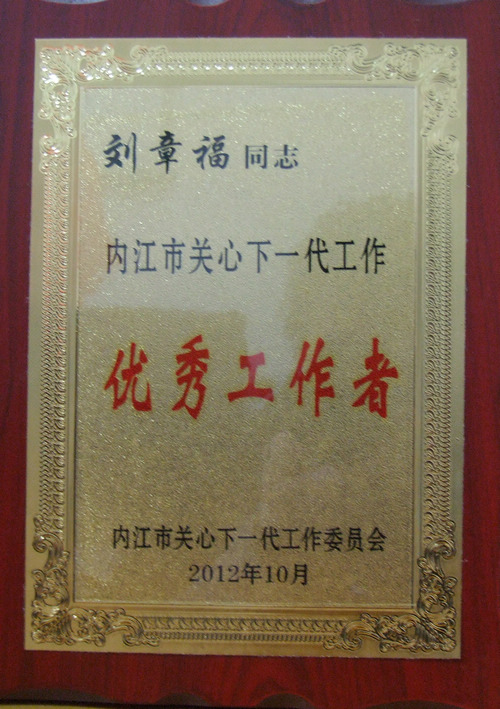 刘章福 同志
内江市关心下一代工作
优秀工作者
内江市关心下一代工作委员会
2012年10月